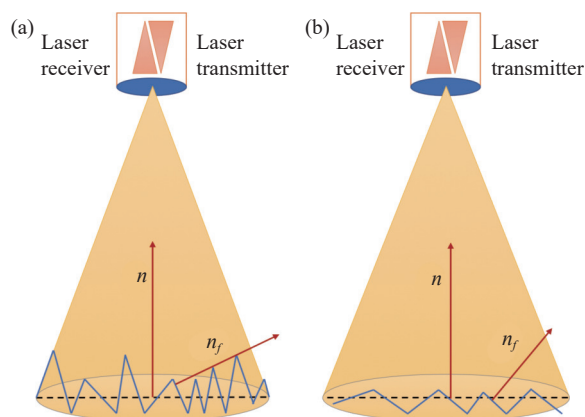 (a)
Laser
receiver
Laser
transmitter
n
n_f
(b)
Laser
receiver
Laser
transmitter
n
n_f